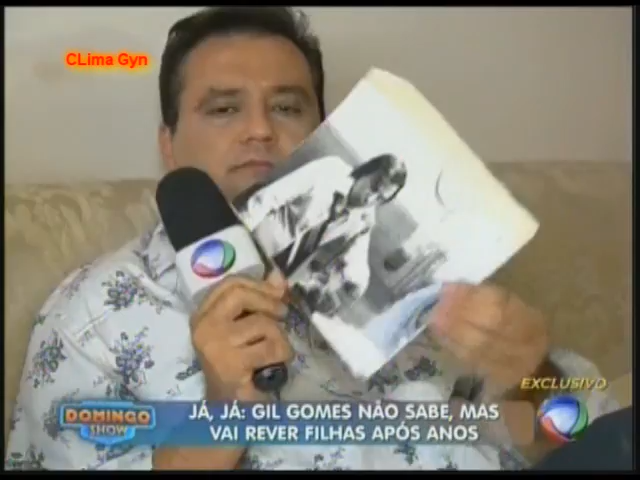 CLima Gyn
EXCLUSIVO
DOMINGO
SHOW
JÁ, JÁ: GIL GOMES NÃO SABE, MAS
VAI REVER FILHAS APÓS ANOS